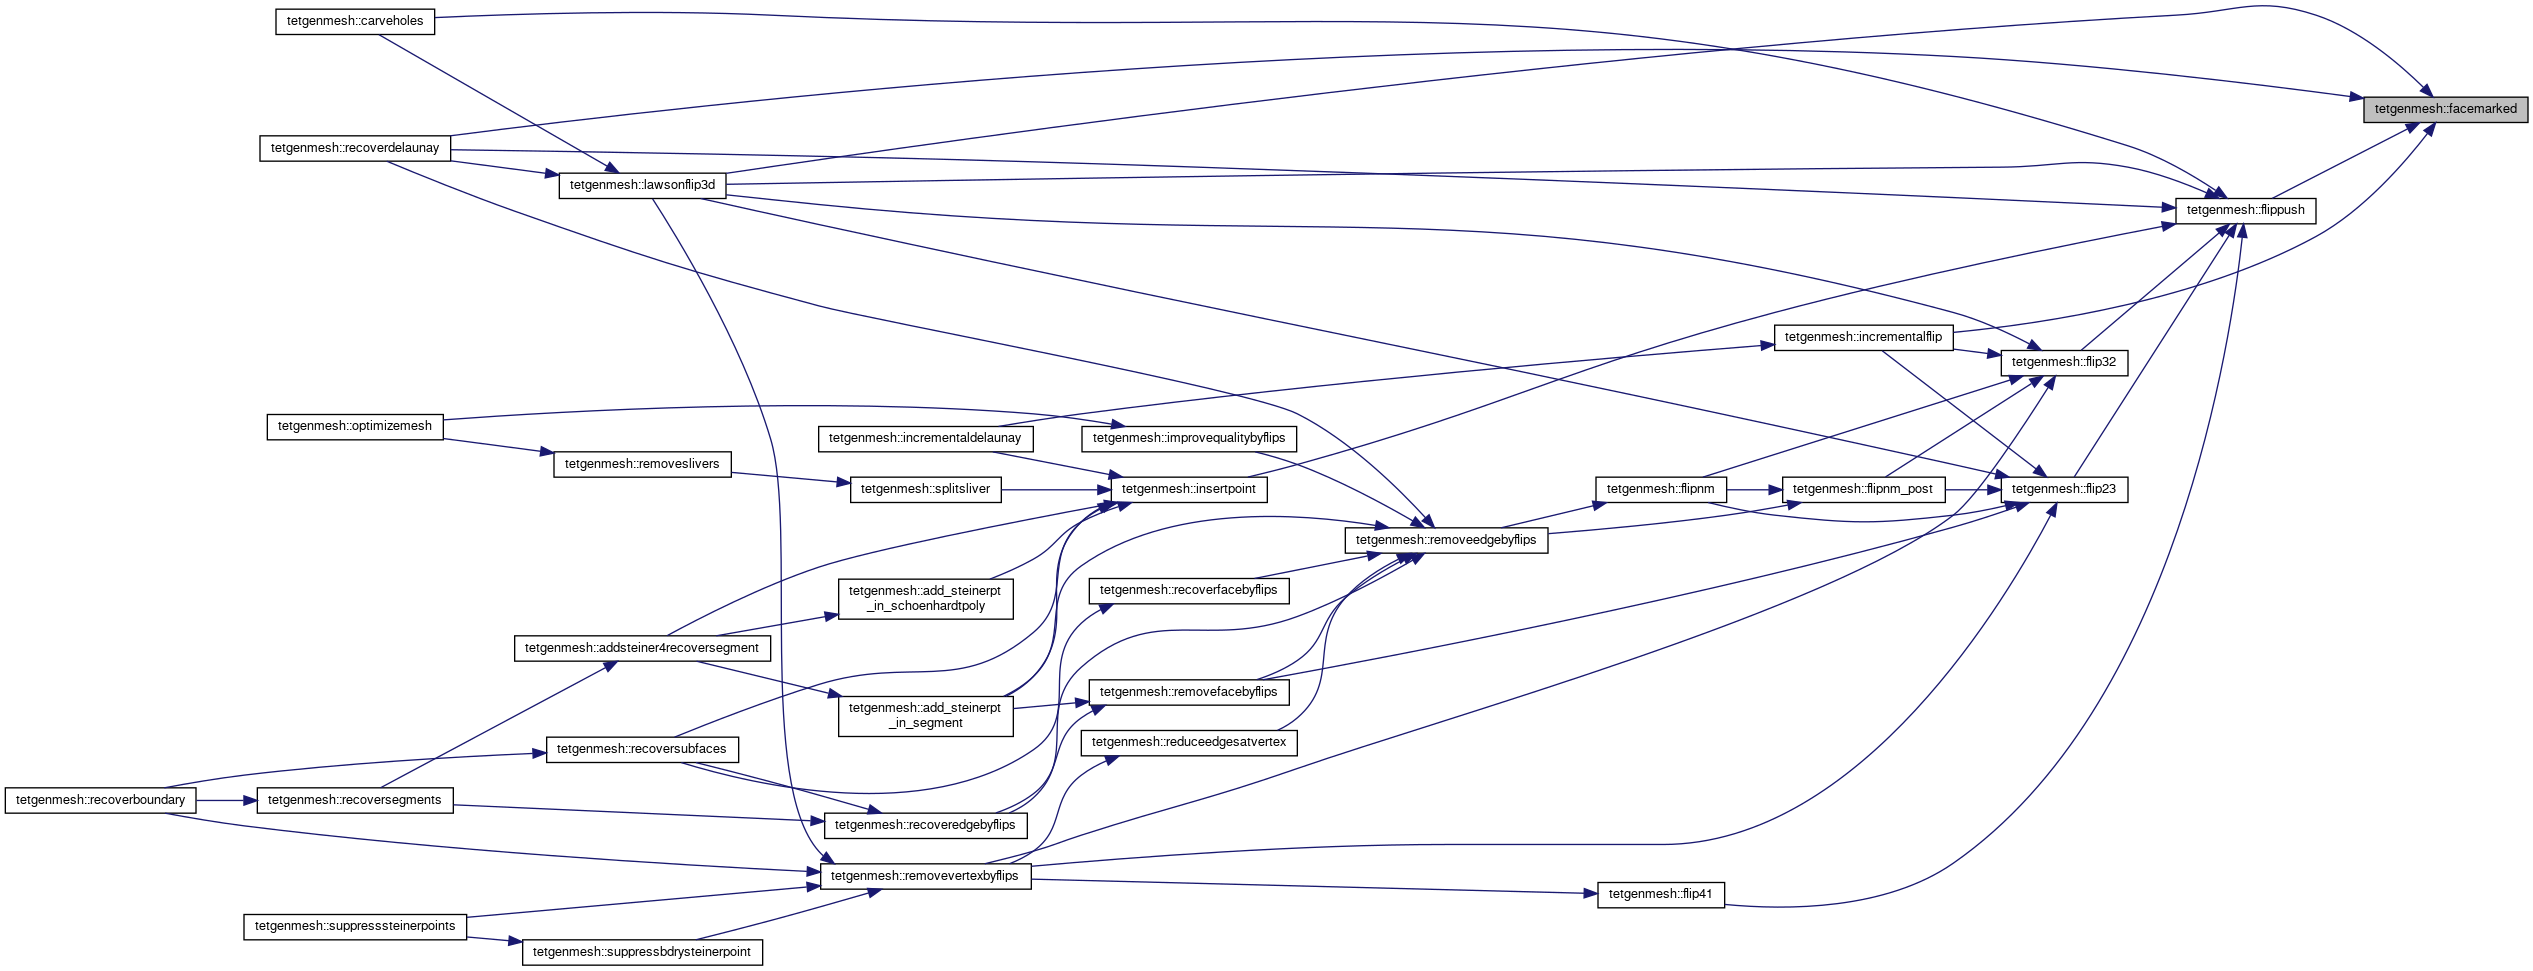 tetgenmesh::carveholes
tetgenmesh::facemarked
tetgenmesh::recoverdelaunay
tetgenmesh::lawsonflip3d
tetgenmesh::flippush
tetgenmesh::incrementalflip
tetgenmesh::flip32
tetgenmesh::optimizemesh
tetgenmesh::incrementaldelaunay
tetgenmesh::improvequalitybyflips
tetgenmesh::removeslivers
tetgenmesh::splitsliver
tetgenmesh::insertpoint
tetgenmesh::flipnm
tetgenmesh::flipnm_post
tetgenmesh::flip23
tetgenmesh::removeedgebyflips
tetgenmesh::add_steinerpt
_in_schoenhardtpoly
tetgenmesh::recoverfacebyflips
tetgenmesh::addsteiner4recoversegment
tetgenmesh::removefacebyflips
tetgenmesh::add_steinerpt
_in_segment
tetgenmesh::recoversubfaces
tetgenmesh::reduceedgesatvertex
tetgenmesh::recoverboundary
tetgenmesh::recoversegments
tetgenmesh::recoveredgebyflips
tetgenmesh::removevertexbyflips
tetgenmesh::flip41
tetgenmesh::suppresssteinerpoints
tetgenmesh::suppressbdrysteinerpoint